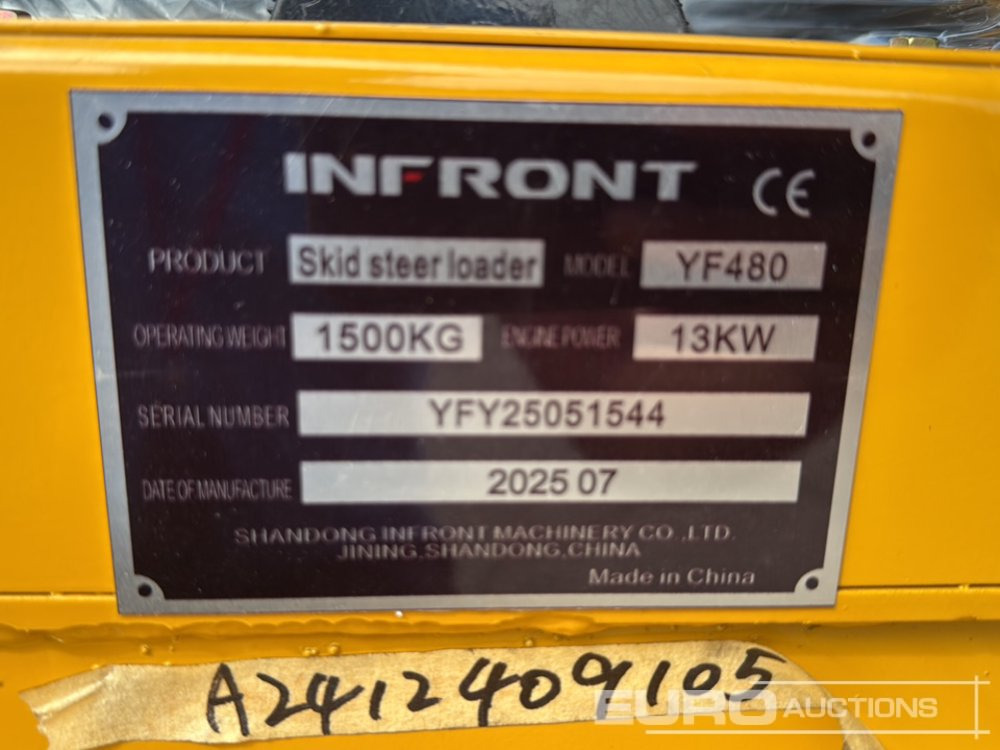 INFRONT CE
PRODUCT Skid steer loader MODEL YF480
OPERATING WEIGHT 1500KG ENGINE POWER 13KW
SERIAL NUMBER YFY25051544
DATE OF MANUFACTURE 2025 07
SHANDONG INFRONT MACHINERY CO .,LTD.
JINING,SHANDONG,CHINA
Made in China
A2412409105
EURO AUCTIONS